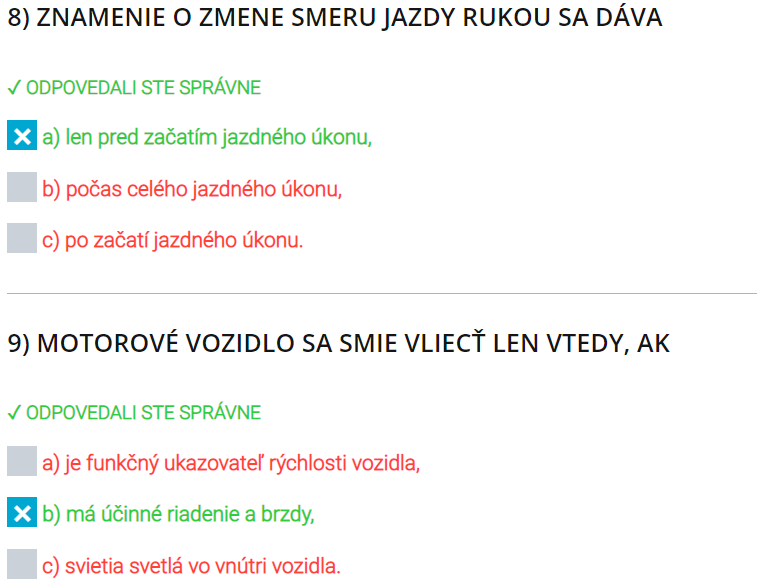 8) ZNAMENIE O ZMENE SMERU JAZDY RUKOU SA DÁVA
✓ ODPOVEDALI STE SPRÁVNE
a) len pred začatím jazdného úkonu,
b) počas celého jazdného úkonu,
c) po začatí jazdného úkonu.
9) MOTOROVÉ VOZIDLO SA SMIE VLIECŤ LEN VTEDY, AK
✓ ODPOVEDALI STE SPRÁVNE
a) je funkčný ukazovateľ rýchlosti vozidla,
b) má účinné riadenie a brzdy,
c) svietia svetlá vo vnútri vozidla.